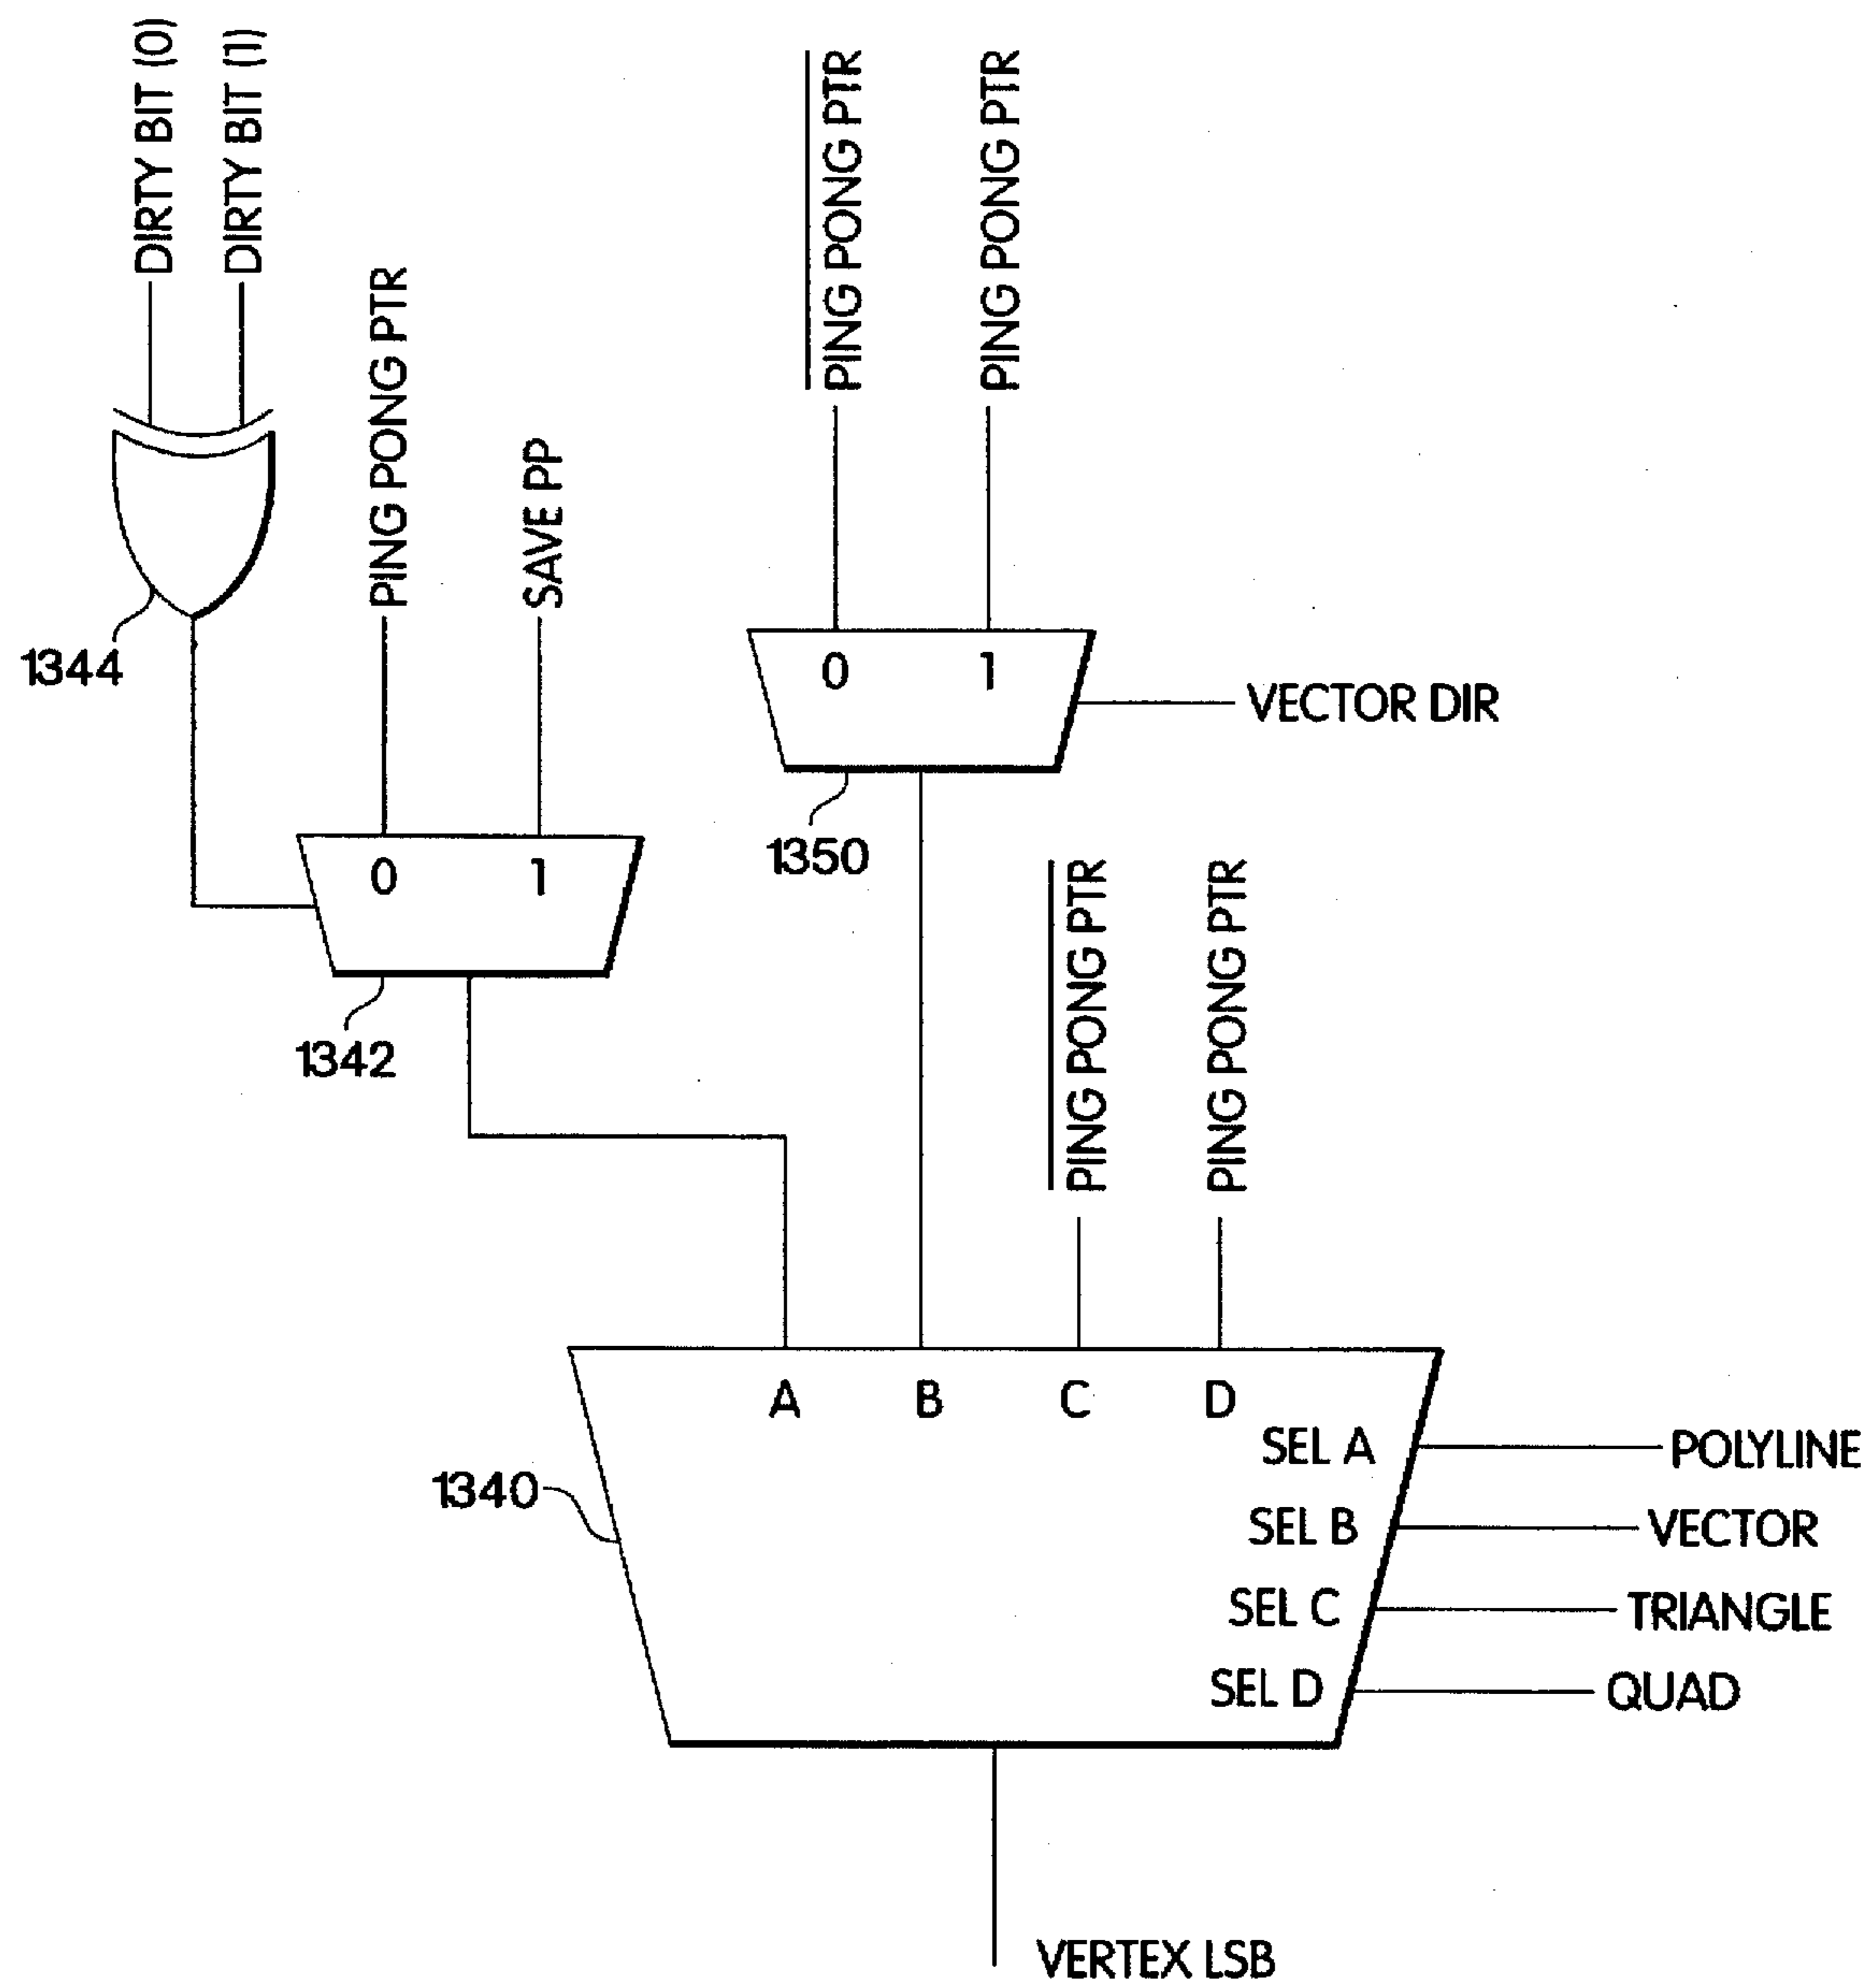 DIRTY BIT (0)
DIRTY BIT (1)
PING PONG PTR
SAVE PP
PING PONG PTR
PING PONG PTR
1344
0 1
VECTOR DIR
1350
0 1
1342
PING PONG PTR
PING PONG PTR
A B C D
SEL A
POLYLINE
1340
SEL B
VECTOR
SEL C
TRIANGLE
SEL D
QUAD
VERTEX LSB